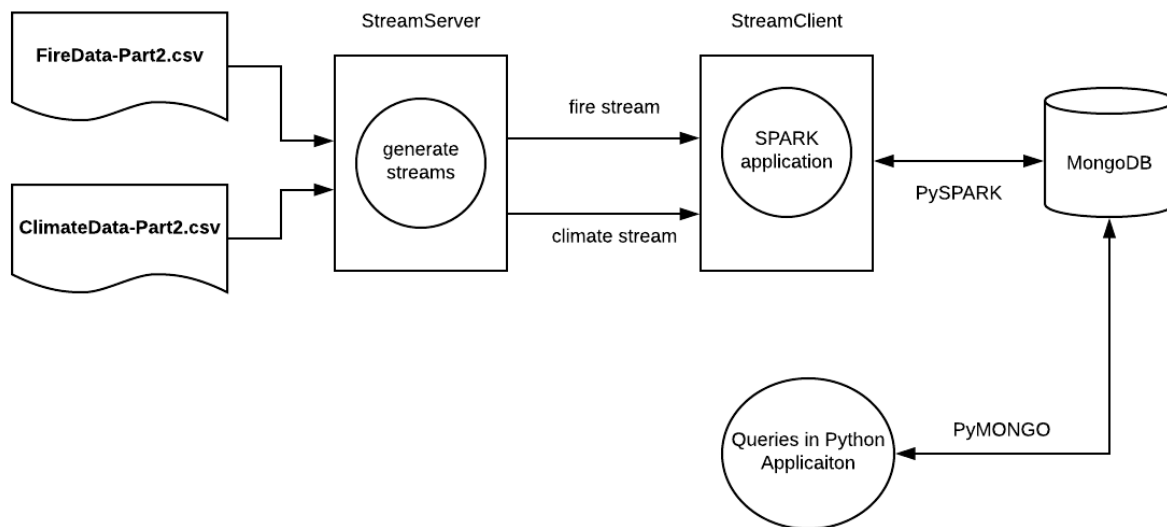 StreamServer
StreamClient
FireData-Part2.csv
ClimateData-Part2.csv
generate
streams
fire stream
climate stream
SPARK
application
PySPARK
MongoDB
PyMONGO
Queries in Python
Applicaiton